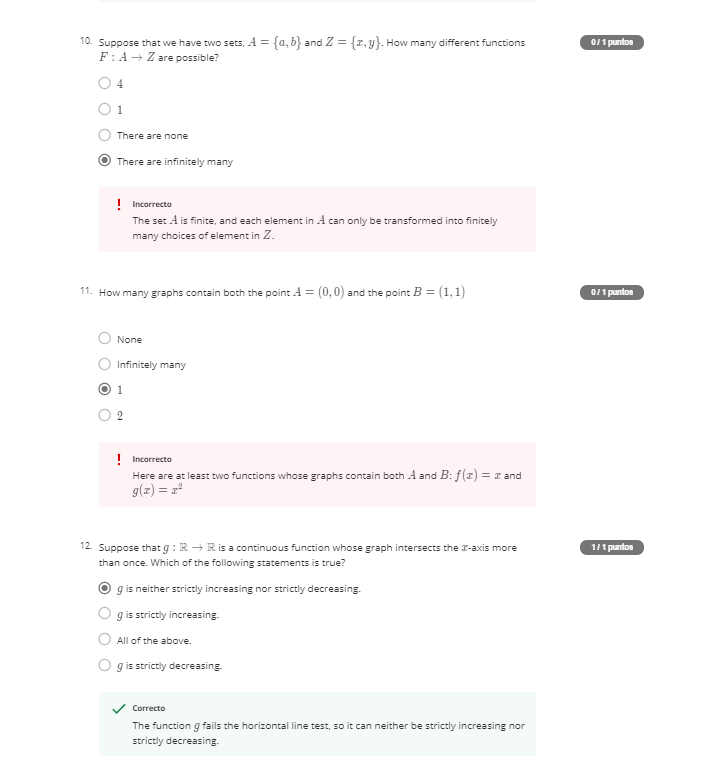 10. Suppose that we have two sets, A = {a, b} and Z = {x, y}. How many different functions 0 / 1 puntos
F : A → Z are possible?
4
1
There are none
There are infinitely many
! Incorrecto
The set A is finite, and each element in A can only be transformed into finitely
many choices of element in Z.
11. How many graphs contain both the point A = (0, 0) and the point B = (1, 1) 0 / 1 puntos
None
Infinitely many
1
2
! Incorrecto
Here are at least two functions whose graphs contain both A and B: f(x) = x and
g(x) = x²
12. Suppose that g : ℝ → ℝ is a continuous function whose graph intersects the x-axis more 1 / 1 puntos
than once. Which of the following statements is true?
g is neither strictly increasing nor strictly decreasing.
g is strictly increasing.
All of the above.
g is strictly decreasing.
Correcto
The function g fails the horizontal line test, so it can neither be strictly increasing nor
strictly decreasing.